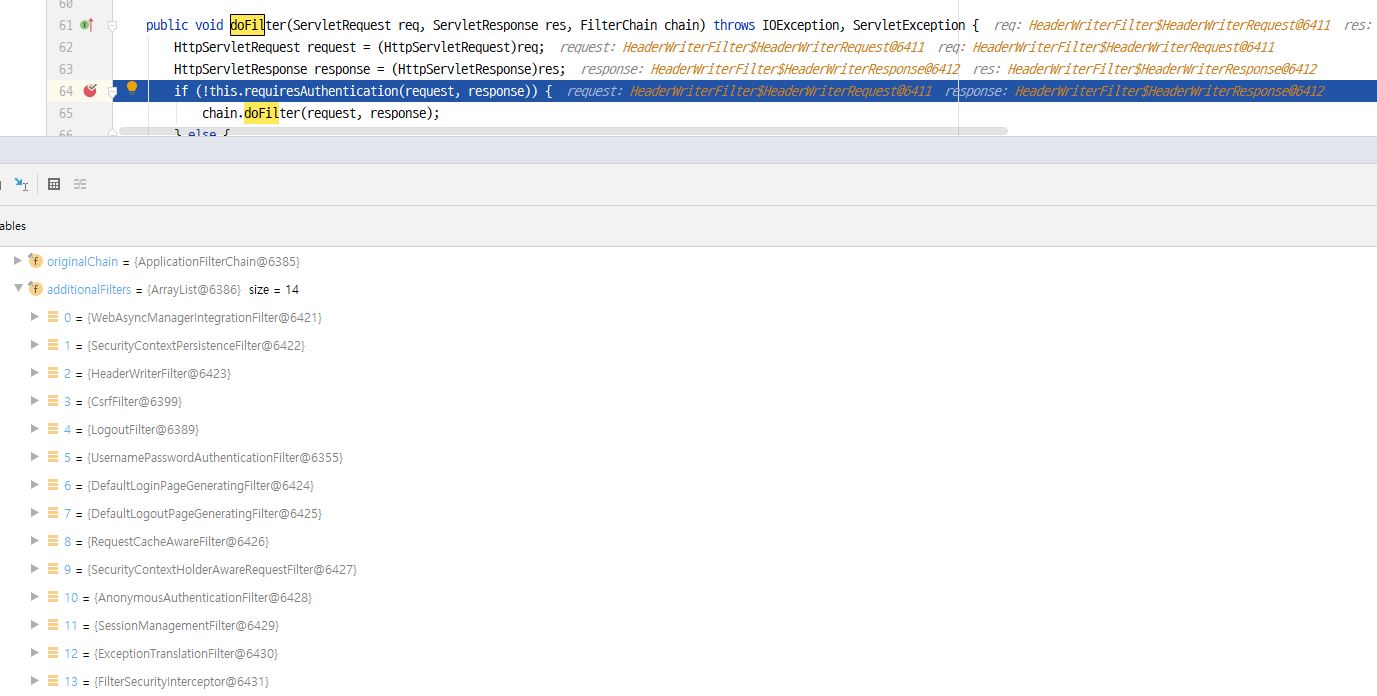 60
61 public void doFilter(ServletRequest req, ServletResponse res, FilterChain chain) throws IOException, ServletException { req: HeaderWriterFilter$HeaderWriterRequest@6411 res:
62 HttpServletRequest request = (HttpServletRequest)req; request: HeaderWriterFilter$HeaderWriterRequest@6411 req: HeaderWriterFilter$HeaderWriterRequest@6411
63 HttpServletResponse response = (HttpServletResponse)res; response: HeaderWriterFilter$HeaderWriterResponse@6412 res: HeaderWriterFilter$HeaderWriterResponse@6412
64 if (!this.requiresAuthentication(request, response)) { request: HeaderWriterFilter$HeaderWriterRequest@6411 response: HeaderWriterFilter$HeaderWriterResponse@6412
65 chain.doFilter(request, response);
66 } else {
ables
originalChain = {ApplicationFilterChain@6385}
additionalFilters = {ArrayList@6386} size = 14
0 = {WebAsyncManagerIntegrationFilter@6421}
1 = {SecurityContextPersistenceFilter@6422}
2 = {HeaderWriterFilter@6423}
3 = {CsrfFilter@6399}
4 = {LogoutFilter@6389}
5 = {UsernamePasswordAuthenticationFilter@6355}
6 = {DefaultLoginPageGeneratingFilter@6424}
7 = {DefaultLogoutPageGeneratingFilter@6425}
8 = {RequestCacheAwareFilter@6426}
9 = {SecurityContextHolderAwareRequestFilter@6427}
10 = {AnonymousAuthenticationFilter@6428}
11 = {SessionManagementFilter@6429}
12 = {ExceptionTranslationFilter@6430}
13 = {FilterSecurityInterceptor@6431}